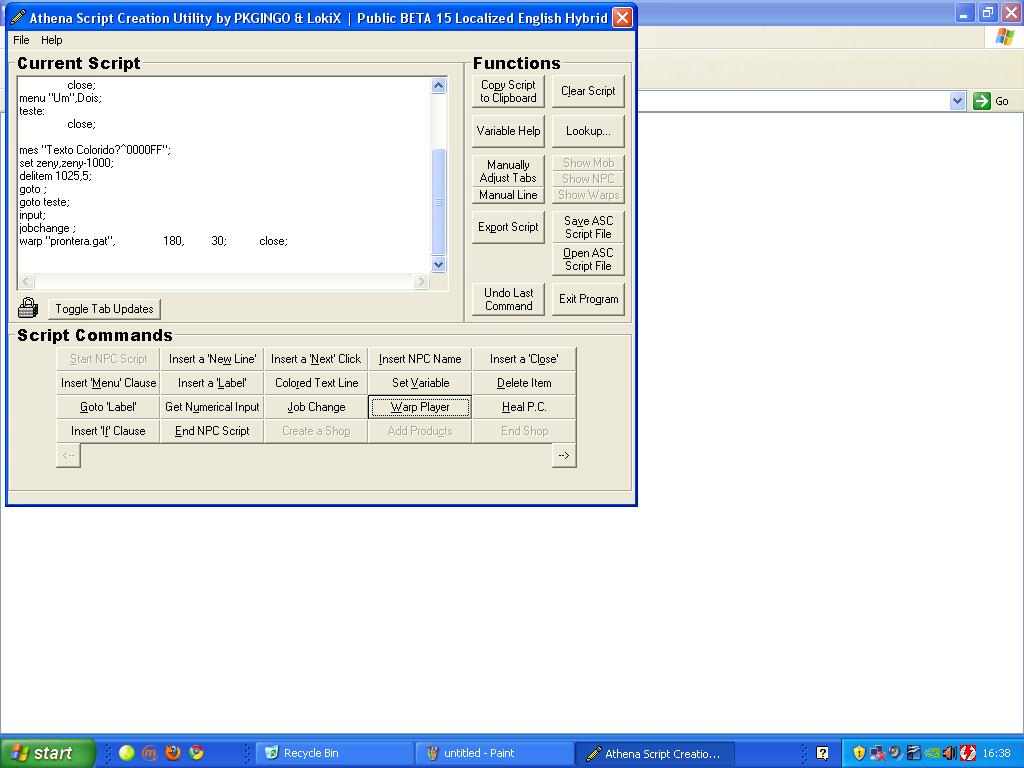 Athena Script Creation Utility by PKGINGO & LokiX | Public BETA 15 Localized English Hybrid
File Help
Current Script
close;
menu "Um",Dois;
teste:
close;
mes "Texto Colorido?^0000FF";
set zeny,zeny-1000;
delitem 1025,5;
goto ;
goto teste;
input;
jobchange ;
warp "prontera.gat", 180, 30; close;
Toggle Tab Updates
Functions
Copy Script
to Clipboard
Clear Script
Variable Help
Lookup...
Manually
Adjust Tabs
Manual Line
Show Mob
Show NPC
Show Warps
Export Script
Save ASC
Script File
Open ASC
Script File
Undo Last
Command
Exit Program
Go
Script Commands
Start NPC Script Insert a 'New Line' Insert a 'Next' Click Insert NPC Name Insert a 'Close'
Insert 'Menu' Clause Insert a 'Label' Colored Text Line Set Variable Delete Item
Goto 'Label' Get Numerical Input Job Change Warp Player Heal P.C.
Insert 'If' Clause End NPC Script Create a Shop Add Products End Shop
<-- -->
start Recycle Bin untitled - Paint Athena Script Creatio... 16:38